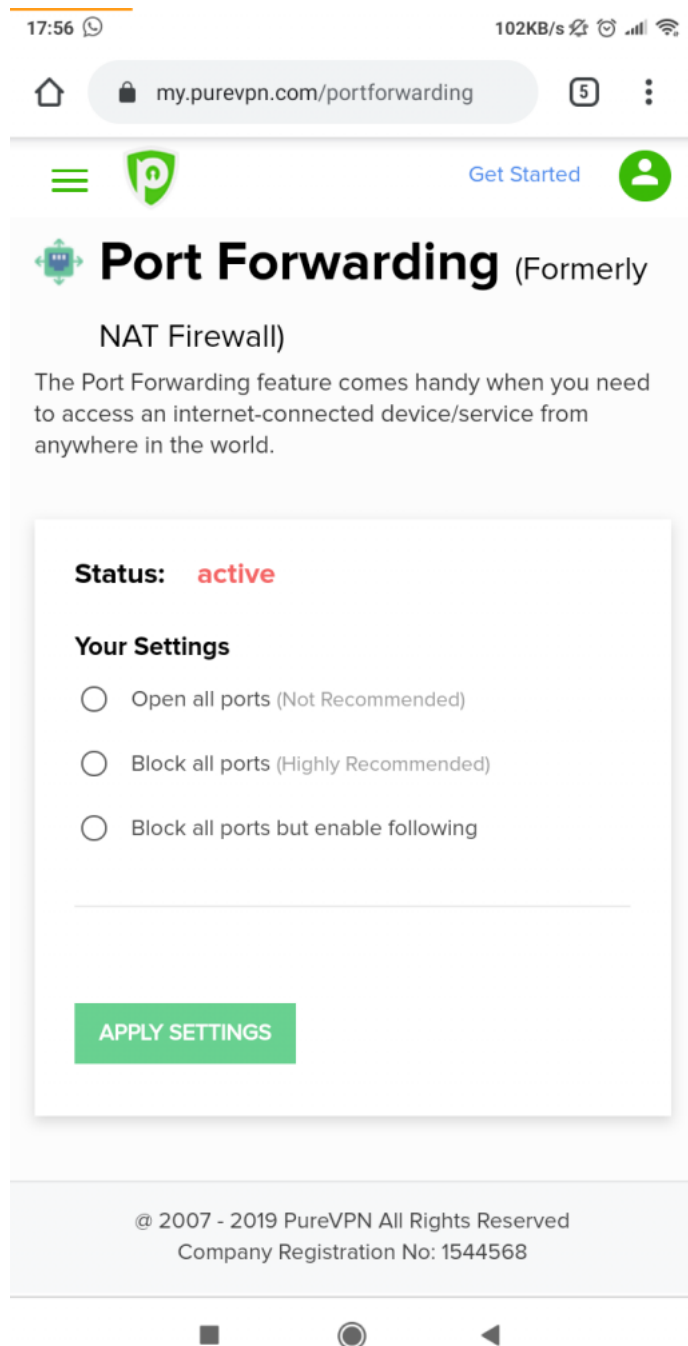 17:56
102KB/s
my.purevpn.com/portforwarding
5
Get Started
Port Forwarding (Formerly
NAT Firewall)
The Port Forwarding feature comes handy when you need
to access an internet-connected device/service from
anywhere in the world.
Status: active
Your Settings
Open all ports (Not Recommended)
Block all ports (Highly Recommended)
Block all ports but enable following
APPLY SETTINGS
@ 2007 - 2019 PureVPN All Rights Reserved
Company Registration No: 1544568